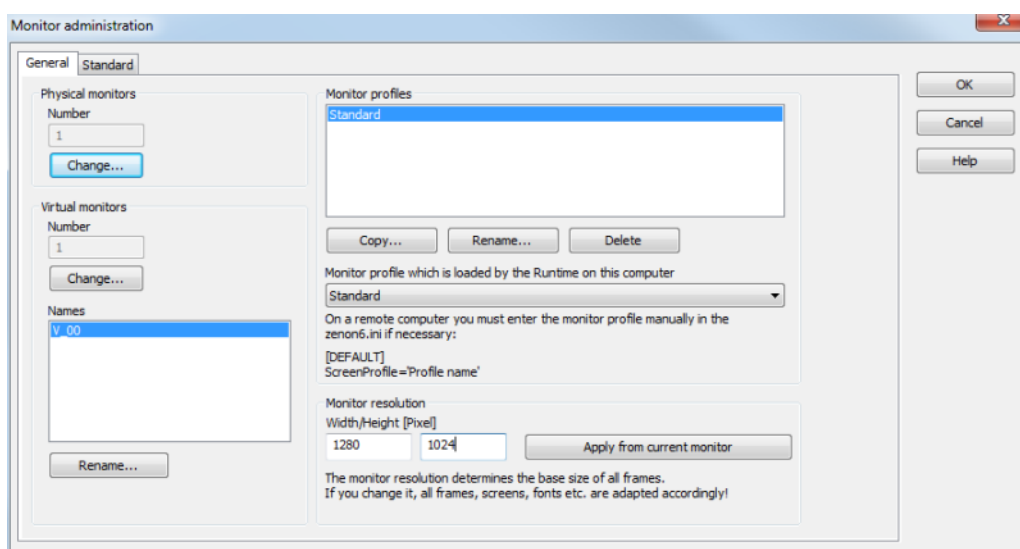 Monitor administration
General
Standard
Physical monitors
Number
1
Change...
Virtual monitors
Number
1
Change...
Names
V_00
Rename...
Monitor profiles
Standard
Copy...
Rename...
Delete
Monitor profile which is loaded by the Runtime on this computer
Standard
On a remote computer you must enter the monitor profile manually in the
zenon6.ini if necessary:
[DEFAULT]
ScreenProfile='Profile name'
Monitor resolution
Width/Height [Pixel]
1280
1024
Apply from current monitor
The monitor resolution determines the base size of all frames.
If you change it, all frames, screens, fonts etc. are adapted accordingly!
OK
Cancel
Help